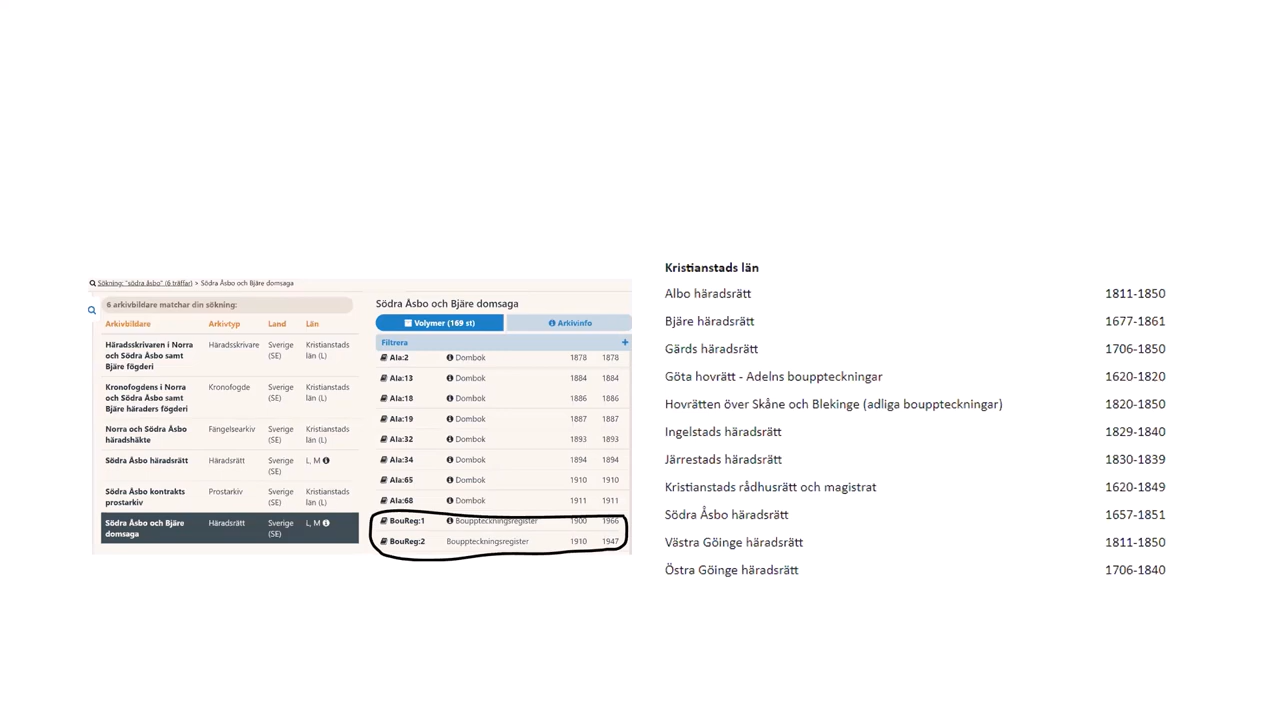 Sökning: "södra åsbo" (6 träffar) > Södra Åsbo och Bjäre domsaga
6 arkivbildare matchar din sökning:
Arkivbildare Arkivtyp Land Län
Häradsskrivaren i Norra Häradsskrivare Sverige Kristianstads
och Södra Åsbo samt (SE) län (L)
Bjäre fögderi
Kronofogdens i Norra Kronofogde Sverige Kristianstads
och Södra Åsbo samt (SE) län (L)
Bjäre häraders fögderi
Norra och Södra Åsbo Fängelsearkiv Sverige Kristianstads
häradshäkte (SE) län (L)
Södra Åsbo häradsrätt Häradsrätt Sverige L, M
(SE)
Södra Åsbo kontrakts Prostarkiv Sverige Kristianstads
prostarkiv (SE) län (L)
Södra Åsbo och Bjäre Häradsrätt Sverige L, M
domsaga (SE)
Södra Åsbo och Bjäre domsaga
Volymer (169 st) Arkivinfo
Filtrera +
AIa:2 Dombok 1878 1878
AIa:13 Dombok 1884 1884
AIa:18 Dombok 1886 1886
AIa:19 Dombok 1887 1887
AIa:32 Dombok 1893 1893
AIa:34 Dombok 1894 1894
AIa:65 Dombok 1910 1910
AIa:68 Dombok 1911 1911
BouReg:1 Bouppteckningsregister 1900 1966
BouReg:2 Bouppteckningsregister 1910 1947
Kristianstads län
Albo häradsrätt 1811-1850
Bjäre häradsrätt 1677-1861
Gärds häradsrätt 1706-1850
Göta hovrätt - Adelns bouppteckningar 1620-1820
Hovrätten över Skåne och Blekinge (adliga bouppteckningar) 1820-1850
Ingelstads häradsrätt 1829-1840
Järrestads häradsrätt 1830-1839
Kristianstads rådhusrätt och magistrat 1620-1849
Södra Åsbo häradsrätt 1657-1851
Västra Göinge häradsrätt 1811-1850
Östra Göinge häradsrätt 1706-1840